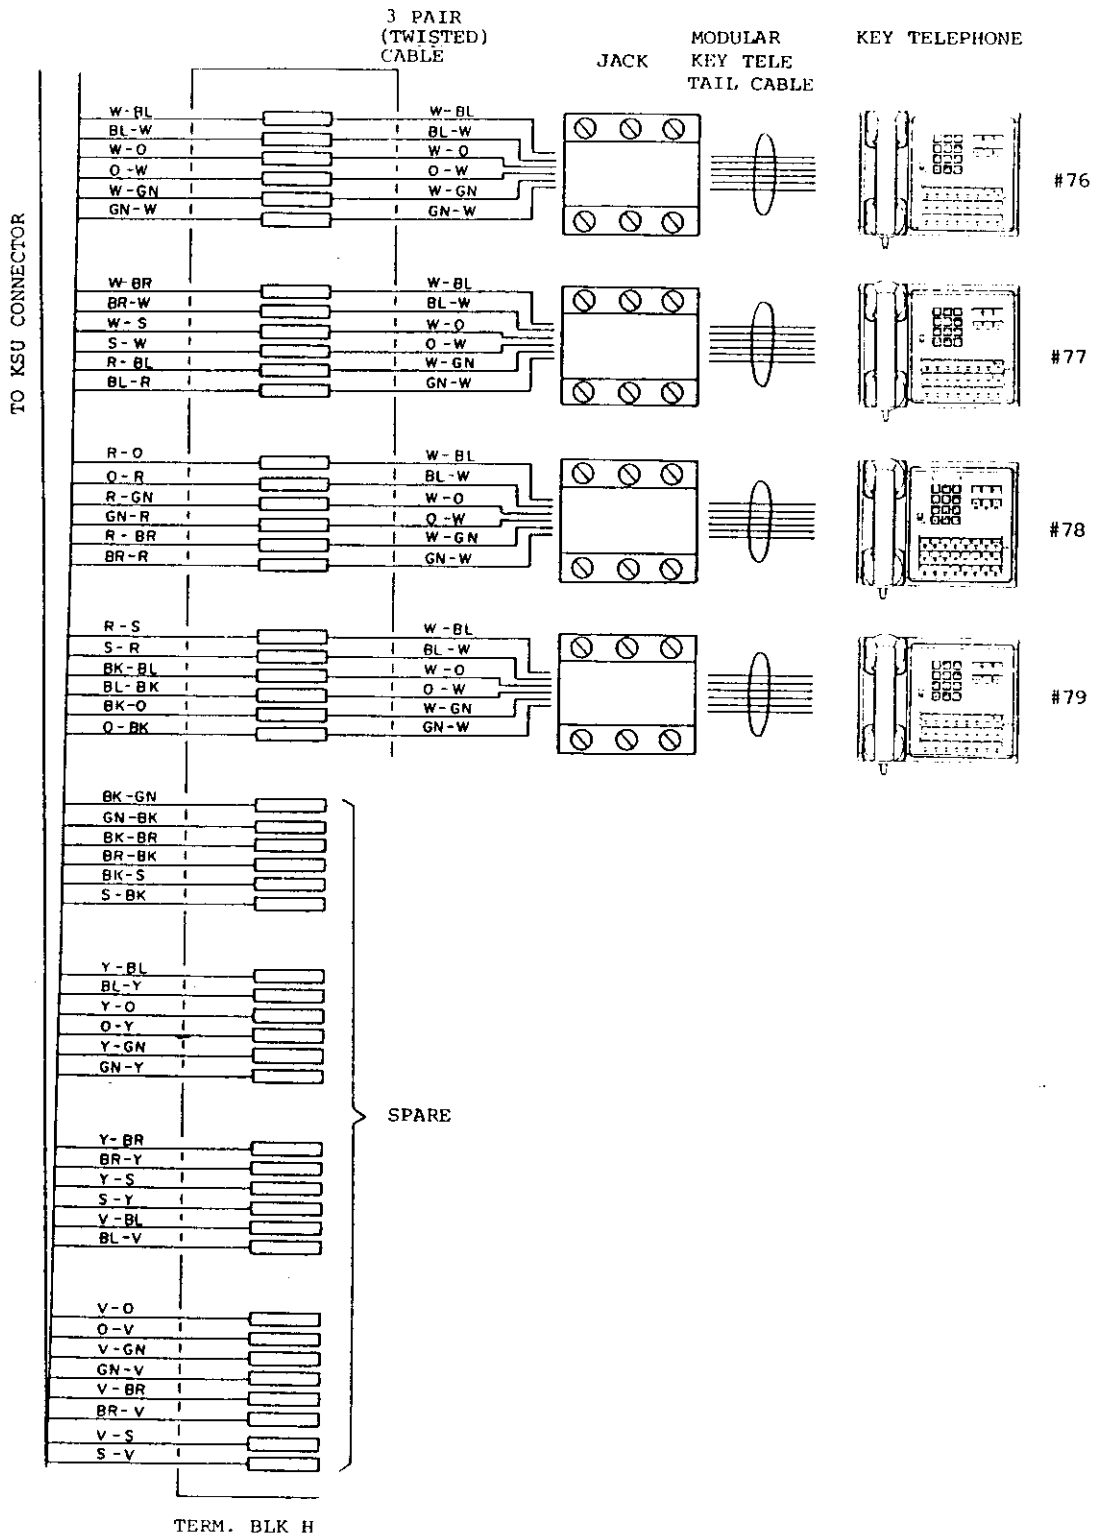 3 PAIR
(TWISTED)
CABLE
JACK
MODULAR
KEY TELE
TAIL CABLE
KEY TELEPHONE
TO KSU CONNECTOR
W-BL W-BL
BL-W BL-W
W-O W-O
O-W O-W
W-GN W-GN
GN-W GN-W
#76
W-BR W-BL
BR-W BL-W
W-S W-O
S-W O-W
R-BL W-GN
BL-R GN-W
#77
R-O W-BL
O-R BL-W
R-GN W-O
GN-R O-W
R-BR W-GN
BR-R GN-W
#78
R-S W-BL
S-R BL-W
BK-BL W-O
BL-BK O-W
BK-O W-GN
O-BK GN-W
#79
BK-GN
GN-BK
BK-BR
BR-BK
BK-S
S-BK
Y-BL
BL-Y
Y-O
O-Y
Y-GN
GN-Y
SPARE
Y-BR
BR-Y
Y-S
S-Y
V-BL
BL-V
V-O
O-V
V-GN
GN-V
V-BR
BR-V
V-S
S-V
TERM. BLK H